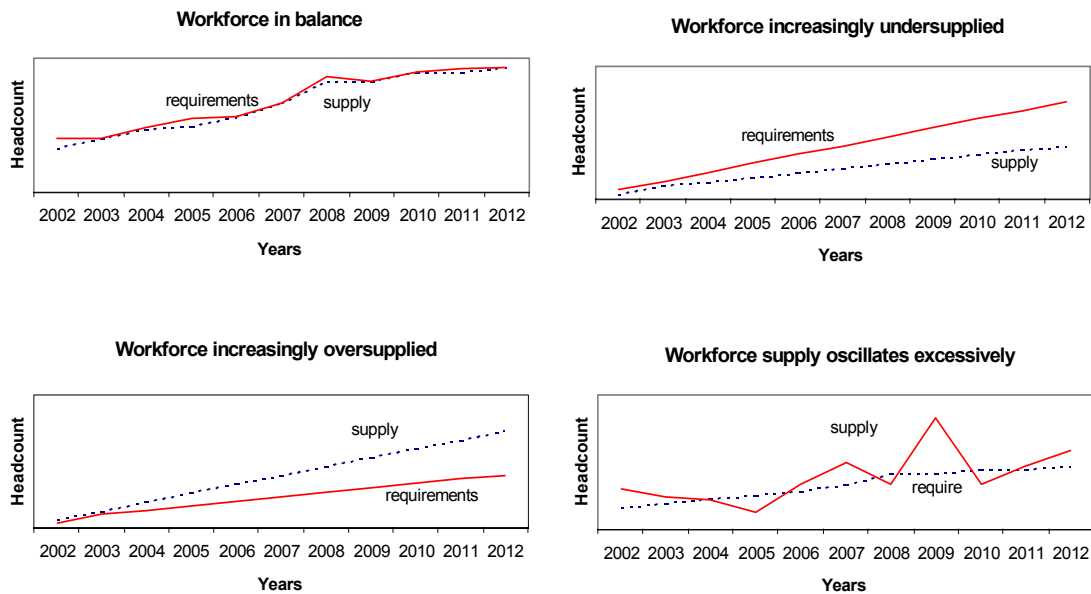 Workforce in balance
Headcount
requirements
supply
2002 2003 2004 2005 2006 2007 2008 2009 2010 2011 2012
Years
Workforce increasingly undersupplied
Headcount
requirements
supply
2002 2003 2004 2005 2006 2007 2008 2009 2010 2011 2012
Years
Workforce increasingly oversupplied
Headcount
supply
requirements
2002 2003 2004 2005 2006 2007 2008 2009 2010 2011 2012
Years
Workforce supply oscillates excessively
Headcount
supply
require
2002 2003 2004 2005 2006 2007 2008 2009 2010 2011 2012
Years